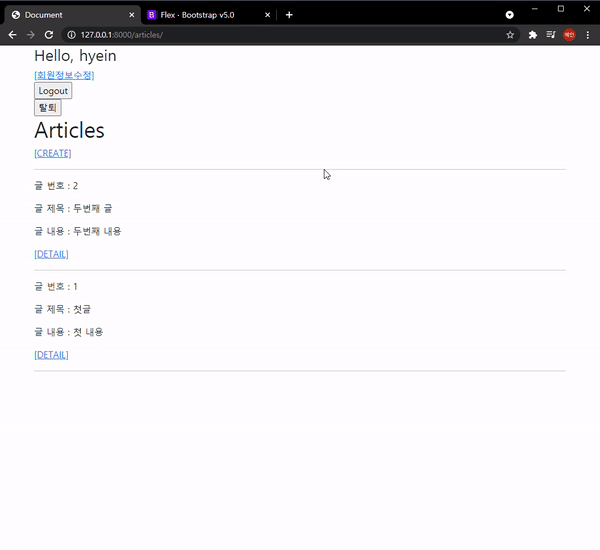 Document
Flex · Bootstrap v5.0
127.0.0.1:8000/articles/
혜인
Hello, hyein
[회원정보수정]
Logout
탈퇴
Articles
[CREATE]
글 번호 : 2
글 제목 : 두번째 글
글 내용 : 두번째 내용
[DETAIL]
글 번호 : 1
글 제목 : 첫글
글 내용 : 첫 내용
[DETAIL]